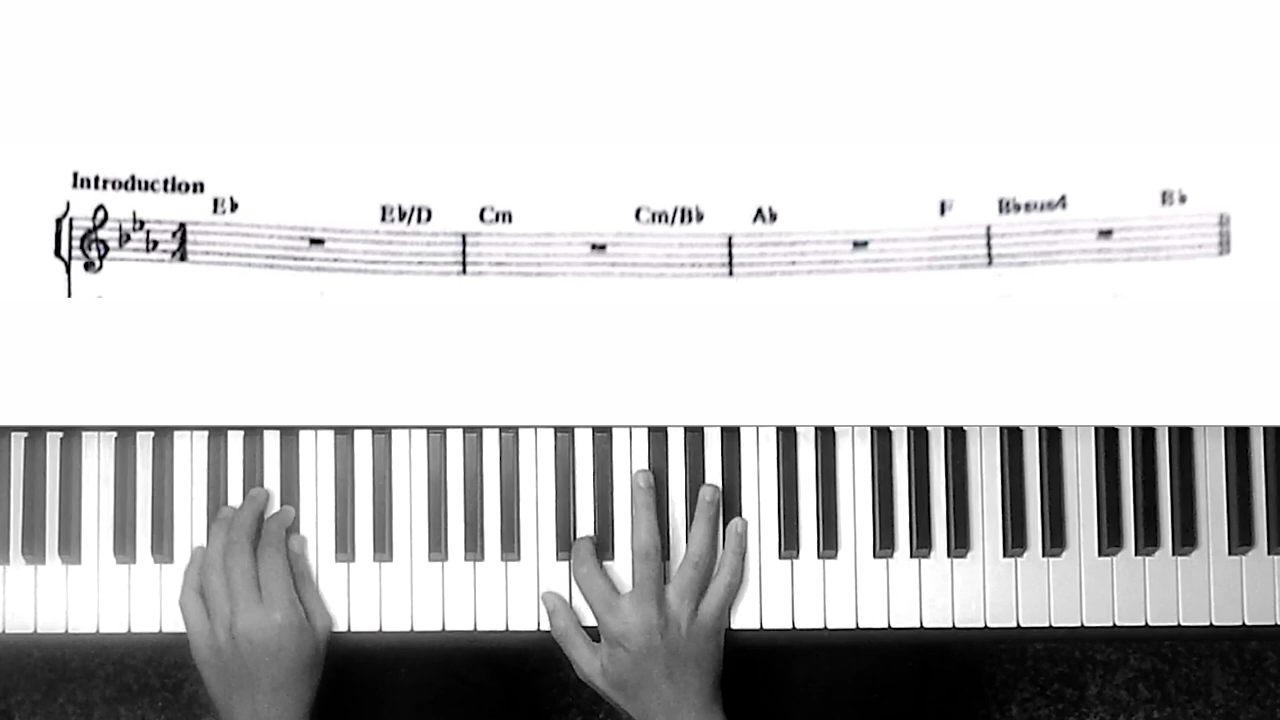 Introduction
E♭ E♭/D Cm Cm/B♭ A♭ F B♭sus4 B♭